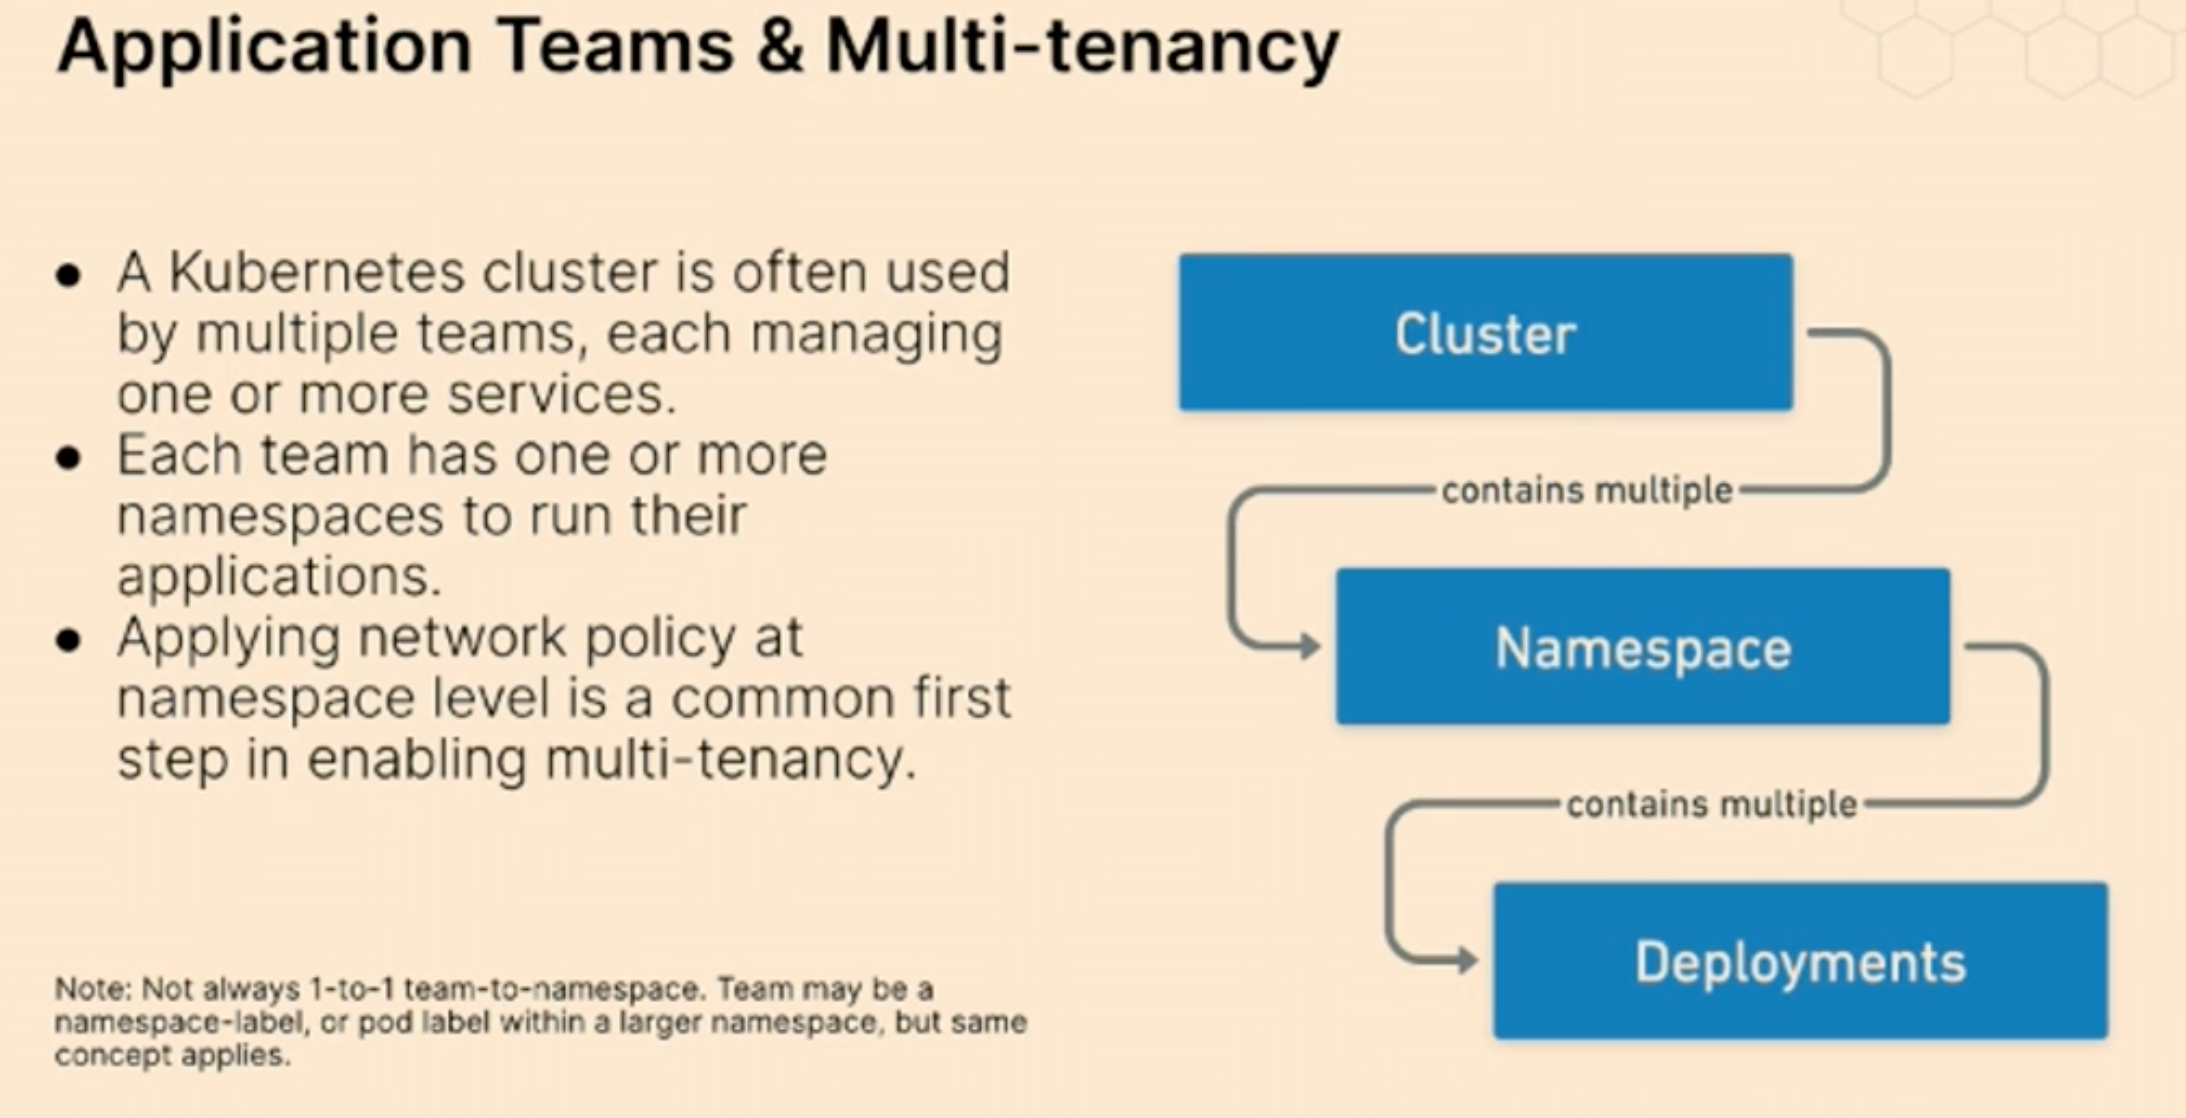 Application Teams & Multi-tenancy
● A Kubernetes cluster is often used
by multiple teams, each managing
one or more services.
● Each team has one or more
namespaces to run their
applications.
● Applying network policy at
namespace level is a common first
step in enabling multi-tenancy.
Note: Not always 1-to-1 team-to-namespace. Team may be a
namespace-label, or pod label within a larger namespace, but same
concept applies.
Cluster
contains multiple
Namespace
contains multiple
Deployments